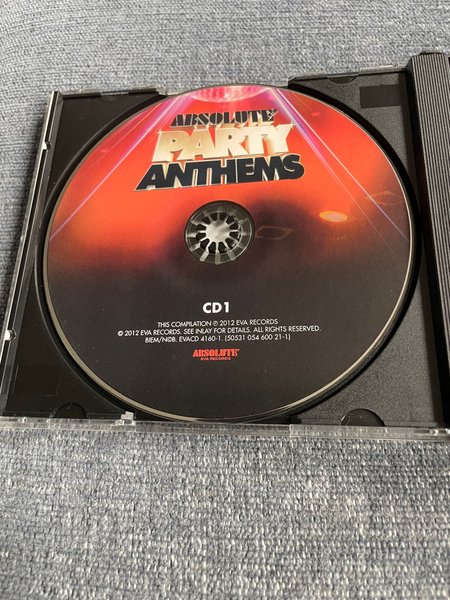 ABSOLUTE
PARTY
ANTHEMS
CD1
THIS COMPILATION ℗ 2012 EVA RECORDS
© 2012 EVA RECORDS. SEE INLAY FOR DETAILS. ALL RIGHTS RESERVED.
BIEM/N©B. EVACD 4160-1. (50531 054 600 21-1)
ABSOLUTE
EVA RECORDS